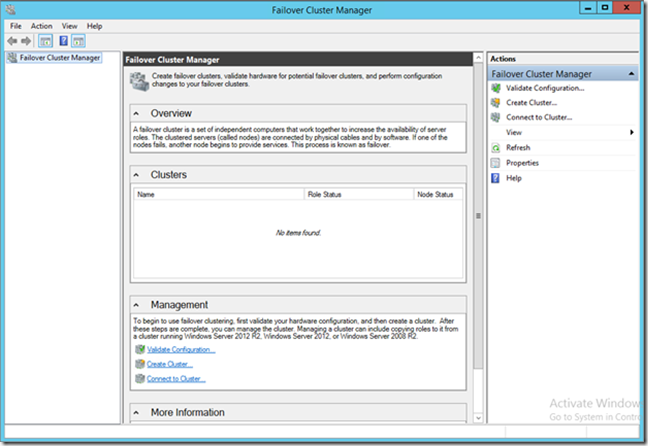 Failover Cluster Manager
File Action View Help
Failover Cluster Manager
Failover Cluster Manager
Create failover clusters, validate hardware for potential failover clusters, and perform configuration
changes to your failover clusters.
Overview
A failover cluster is a set of independent computers that work together to increase the availability of server
roles. The clustered servers (called nodes) are connected by physical cables and by software. If one of the
nodes fails, another node begins to provide services. This process is known as failover.
Clusters
Name Role Status Node Status
No items found.
Management
To begin to use failover clustering, first validate your hardware configuration, and then create a cluster. After
these steps are complete, you can manage the cluster. Managing a cluster can include copying roles to it from
a cluster running Windows Server 2012 R2, Windows Server 2012, or Windows Server 2008 R2.
Validate Configuration...
Create Cluster...
Connect to Cluster...
More Information
Actions
Failover Cluster Manager
Validate Configuration...
Create Cluster...
Connect to Cluster...
View
Refresh
Properties
Help
Activate Window
Go to System in Contr